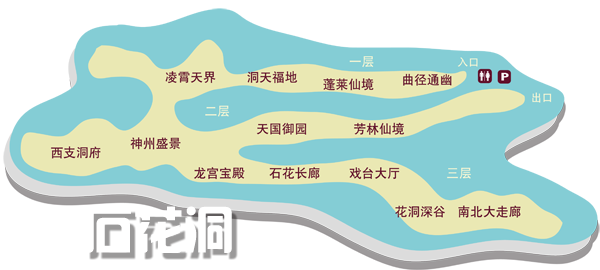 一层
入口
P
凌霄天界
洞天福地
蓬莱仙境
曲径通幽
出口
二层
天国御园
芳林仙境
神州盛景
西支洞府
龙宫宝殿
石花长廊
戏台大厅
三层
花洞深谷
南北大走廊
石花洞